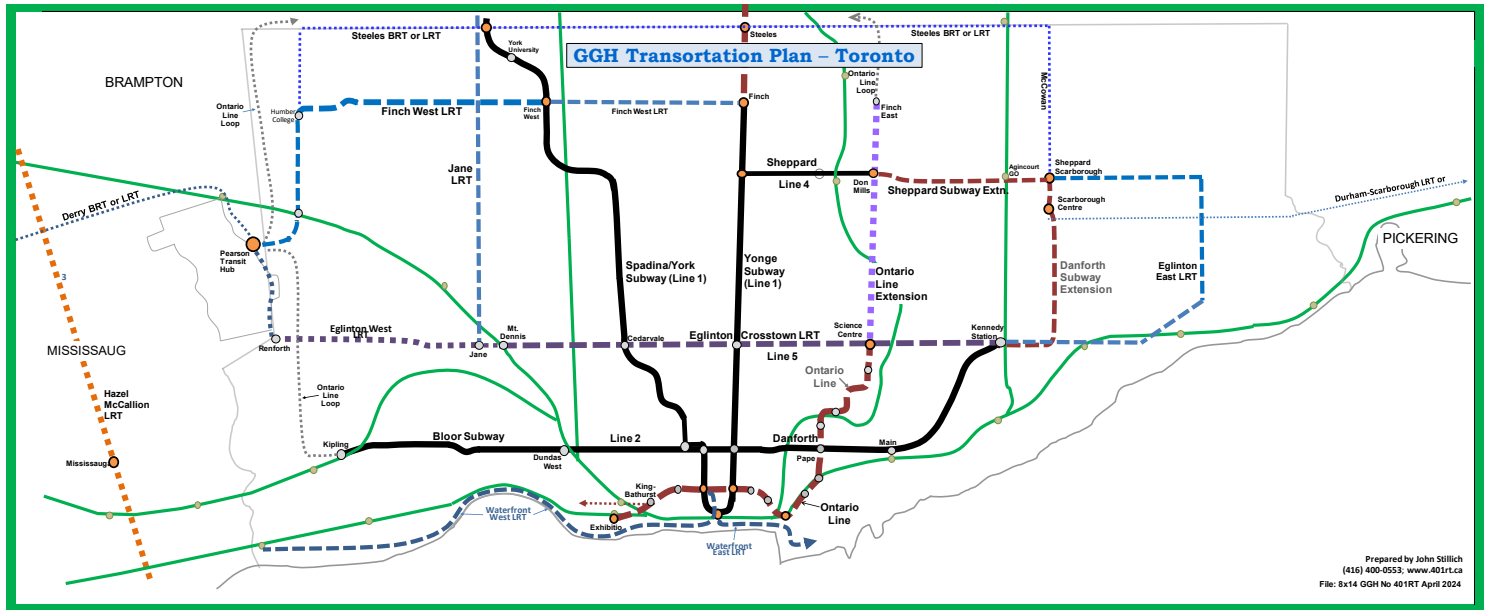 Steeles BRT or LRT
Steeles
Steeles BRT or LRT
York
University
GGH Transortation Plan – Toronto
BRAMPTON
Ontario
Line
Loop
Ontario
Line
Loop
Humber
College
Finch West LRT
Finch
West
Finch West LRT
Finch
Finch
East
McCowan
Jane
LRT
Sheppard
Line 4
Don
Mills
Sheppard Subway Extn.
Agincourt
GO
Sheppard
Scarborough
Scarborough
Centre
Durham-Scarborough LRT or
Derry BRT or LRT
Pearson
Transit
Hub
3
PICKERING
Spadina/York
Subway (Line 1)
Yonge
Subway
(Line 1)
Ontario
Line
Extension
Danforth
Subway
Extension
Eglinton
East LRT
MISSISSAUG
Renforth
Eglinton West
LRT
Jane
Mt.
Dennis
Cedarvale
Eglinton Crosstown LRT
Line 5
Science
Centre
Kennedy
Station
Ontario
Line
Hazel
McCallion
LRT
Ontario
Line
Loop
Mississaug
Kipling
Bloor Subway
Dundas
West
Line 2
Danforth
Pape
Main
King-
Bathurst
Exhibitio
Ontario
Line
Waterfront
West LRT
Waterfront
East LRT
Prepared by John Stillich
(416) 400-0553; www.401rt.ca
File: 8x14 GGH No 401RT April 2024